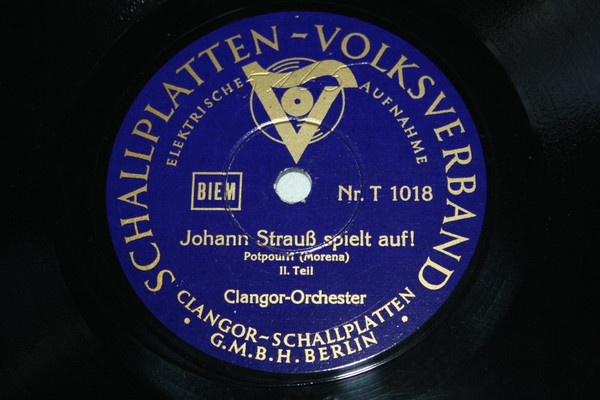 SCHALLPLATTEN-VOLKSVERBAND
ELEKTRISCHE AUFNAHME
BIEM
Nr. T 1018
Johann Strauß spielt auf!
Potpourri (Morena)
II. Teil
Clangor-Orchester
CLANGOR-SCHALLPLATTEN
G.M.B.H. BERLIN